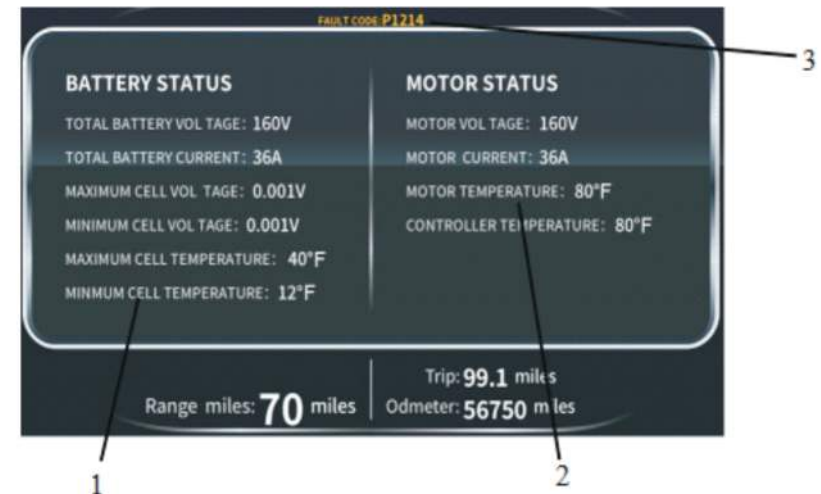 FAULT CODE:P1214
3
BATTERY STATUS
TOTAL BATTERY VOL TAGE: 160V
TOTAL BATTERY CURRENT: 36A
MAXIMUM CELL VOL TAGE: 0.001V
MINIMUM CELL VOL TAGE: 0.001V
MAXIMUM CELL TEMPERATURE: 40°F
MINMUM CELL TEMPERATURE: 12°F
MOTOR STATUS
MOTOR VOL TAGE: 160V
MOTOR CURRENT: 36A
MOTOR TEMPERATURE: 80°F
CONTROLLER TEMPERATURE: 80°F
Range miles: 70 miles
Trip: 99.1 miles
Odmeter: 56750 miles
1
2